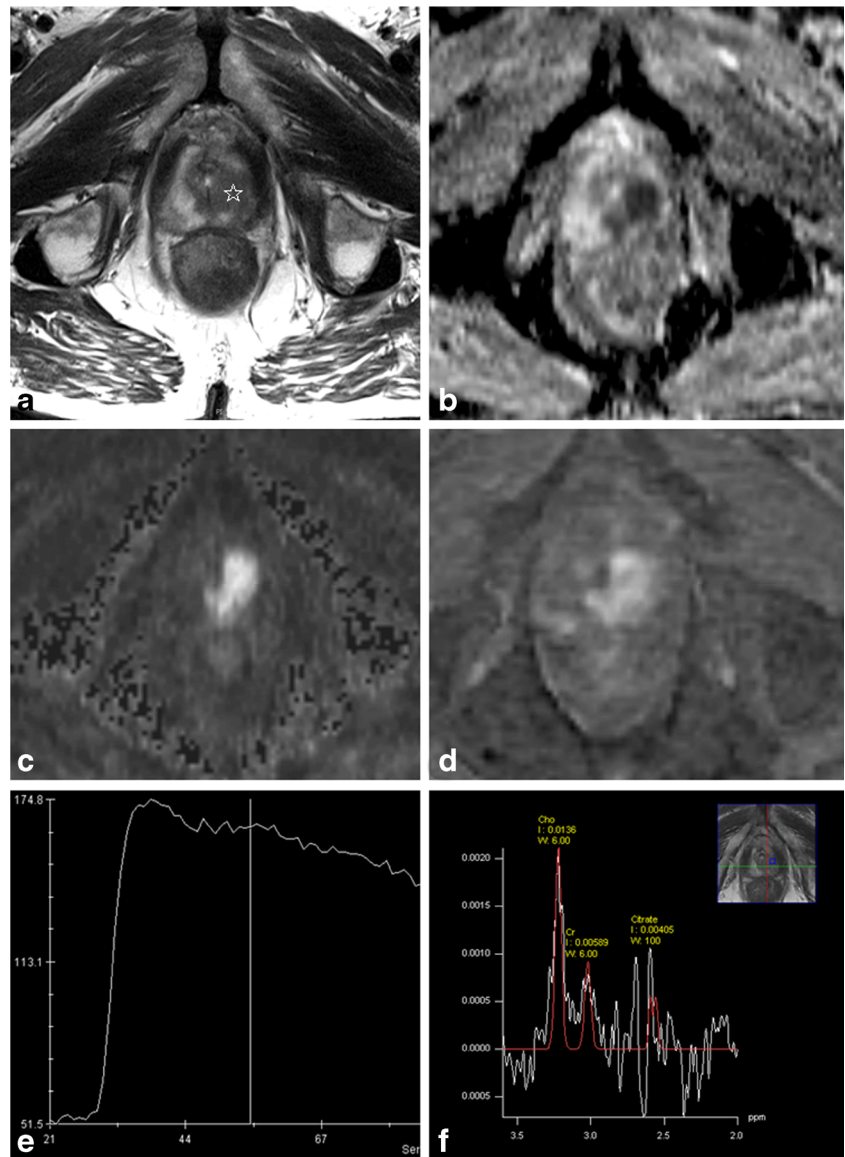 a
PS
b
c
d
174.8
113.1
51.5
21
44
67
Ser
e
Cho
I : 0.0136
W: 6.00
Cr
I : 0.00589
W: 6.00
Citrate
I : 0.00405
W: 100
0.0020
0.0015
0.0010
0.0005
0.0000
0.0005
3.5
3.0
2.5
2.0
ppm
f